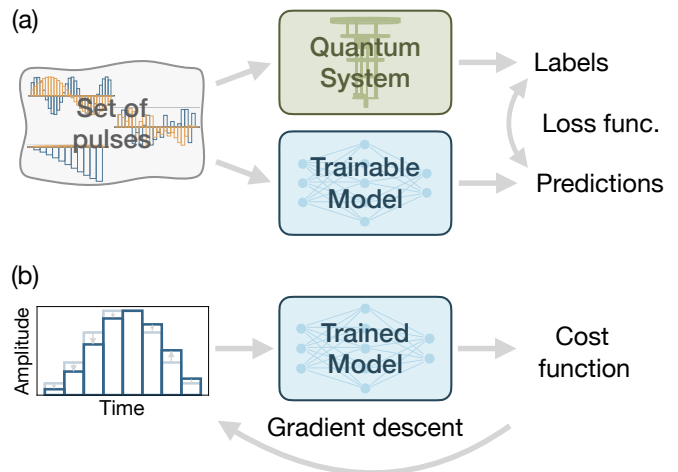 (a)
Set of
pulses
Quantum
System
Labels
Loss func.
Trainable
Model
Predictions
(b)
Amplitude
Time
Trained
Model
Cost
function
Gradient descent